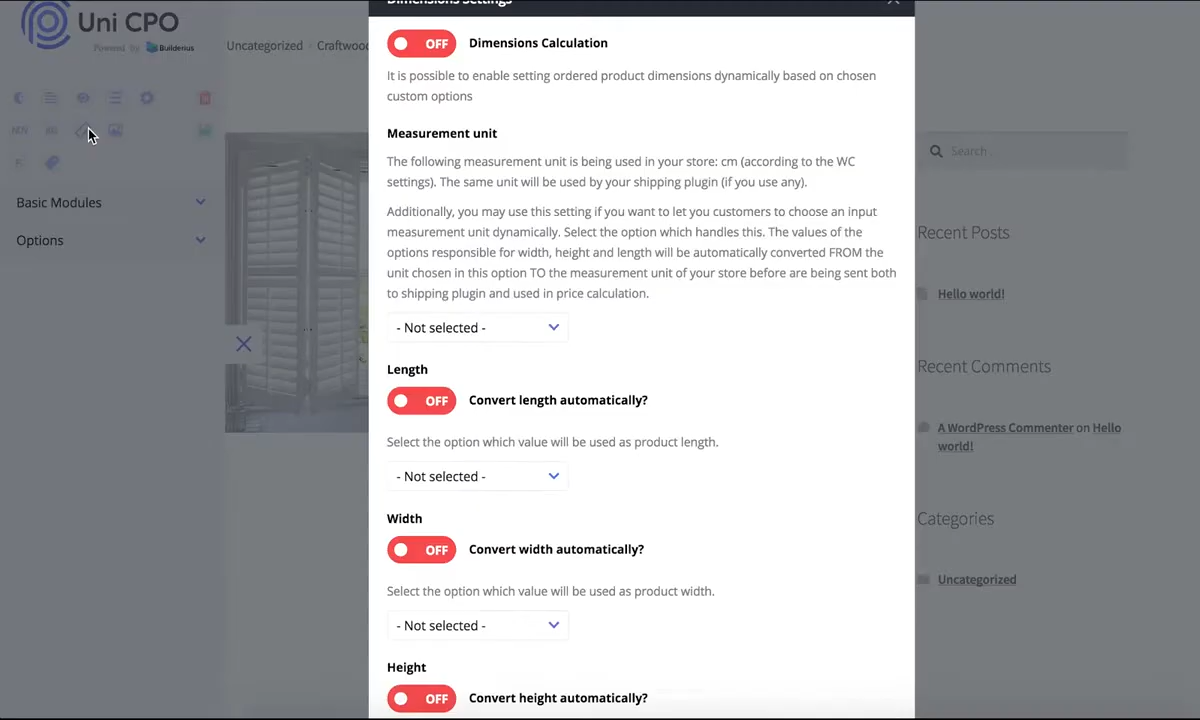 Dimensions Settings
Uni CPO
Powered by Builderius
Uncategorized
Craftwood
OFF
Dimensions Calculation
It is possible to enable setting ordered product dimensions dynamically based on chosen
custom options
Measurement unit
The following measurement unit is being used in your store: cm (according to the WC
settings). The same unit will be used by your shipping plugin (if you use any).
Additionally, you may use this setting if you want to let you customers to choose an input
measurement unit dynamically. Select the option which handles this. The values of the
options responsible for width, height and length will be automatically converted FROM the
unit chosen in this option TO the measurement unit of your store before are being sent both
to shipping plugin and used in price calculation.
- Not selected -
Length
OFF
Convert length automatically?
Select the option which value will be used as product length.
- Not selected -
Width
OFF
Convert width automatically?
Select the option which value will be used as product width.
- Not selected -
Height
OFF
Convert height automatically?
NOV
Basic Modules
Options
Search
Recent Posts
Hello world!
Recent Comments
A WordPress Commenter on Hello
world!
Categories
Uncategorized